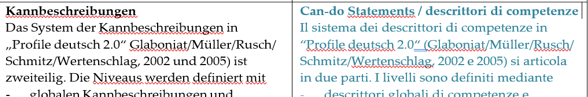 Kannbeschreibungen
Das System der Kannbeschreibungen in
„Profile deutsch 2.0“ Glaboniat/Müller/Rusch/
Schmitz/Wertenschlag, 2002 und 2005) ist
zweiteilig. Die Niveaus werden definiert mit
- globalen Kannbeschreibungen und
Can-do Statements / descrittori di competenze
Il sistema dei descrittori di competenze in
“Profile deutsch 2.0“ (Glaboniat/Müller/Rusch/
Schmitz/Wertenschlag, 2002 e 2005) si articola
in due parti. I livelli sono definiti mediante
- descrittori globali di competenze e